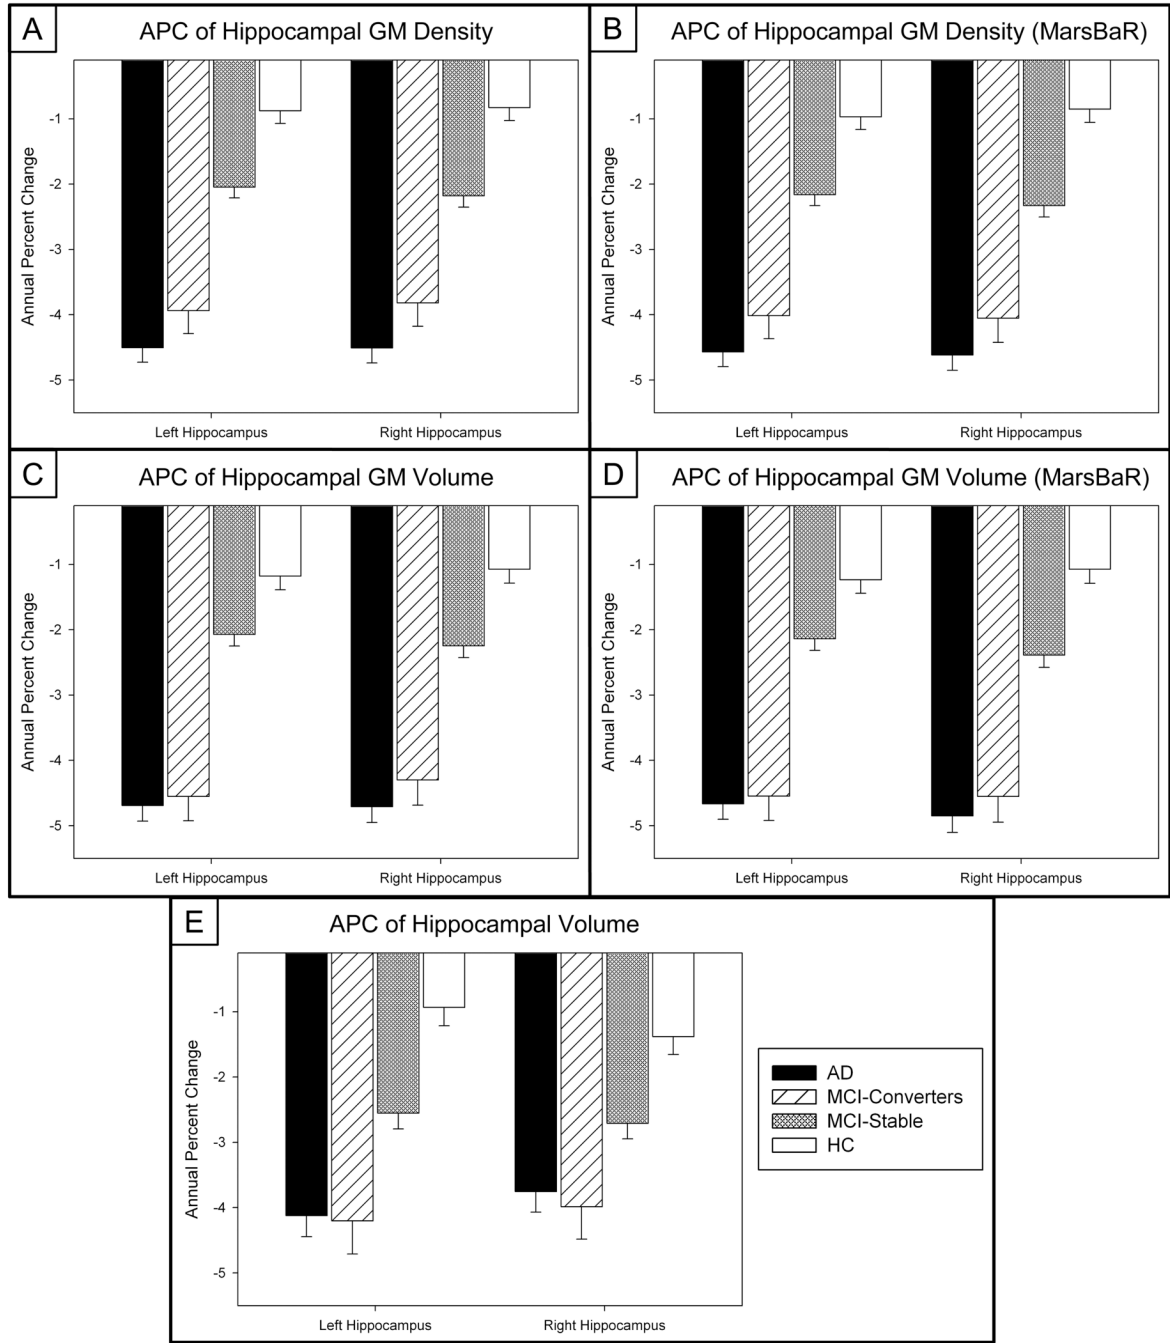 A
APC of Hippocampal GM Density
Annual Percent Change
-1
-2
-3
-4
-5
Left Hippocampus
Right Hippocampus
B
APC of Hippocampal GM Density (MarsBaR)
Annual Percent Change
-1
-2
-3
-4
-5
Left Hippocampus
Right Hippocampus
C
APC of Hippocampal GM Volume
Annual Percent Change
-1
-2
-3
-4
-5
Left Hippocampus
Right Hippocampus
D
APC of Hippocampal GM Volume (MarsBaR)
Annual Percent Change
-1
-2
-3
-4
-5
Left Hippocampus
Right Hippocampus
E
APC of Hippocampal Volume
Annual Percent Change
-1
-2
-3
-4
-5
Left Hippocampus
Right Hippocampus
AD
MCI-Converters
MCI-Stable
HC